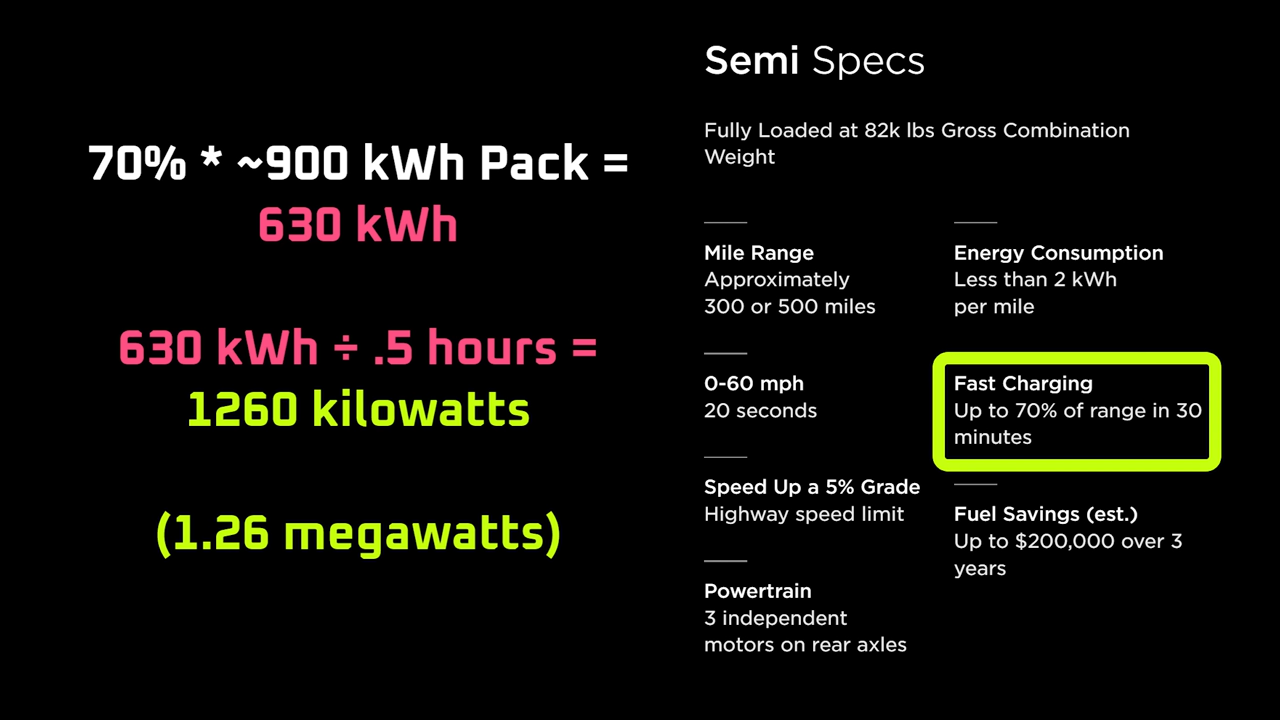 70% * ~900 kWh Pack =
630 kWh
630 kWh ÷ .5 hours =
1260 kilowatts
(1.26 megawatts)
Semi Specs
Fully Loaded at 82k lbs Gross Combination
Weight
Mile Range
Approximately
300 or 500 miles
Energy Consumption
Less than 2 kWh
per mile
0-60 mph
20 seconds
Fast Charging
Up to 70% of range in 30
minutes
Speed Up a 5% Grade
Highway speed limit
Fuel Savings (est.)
Up to $200,000 over 3
years
Powertrain
3 independent
motors on rear axles